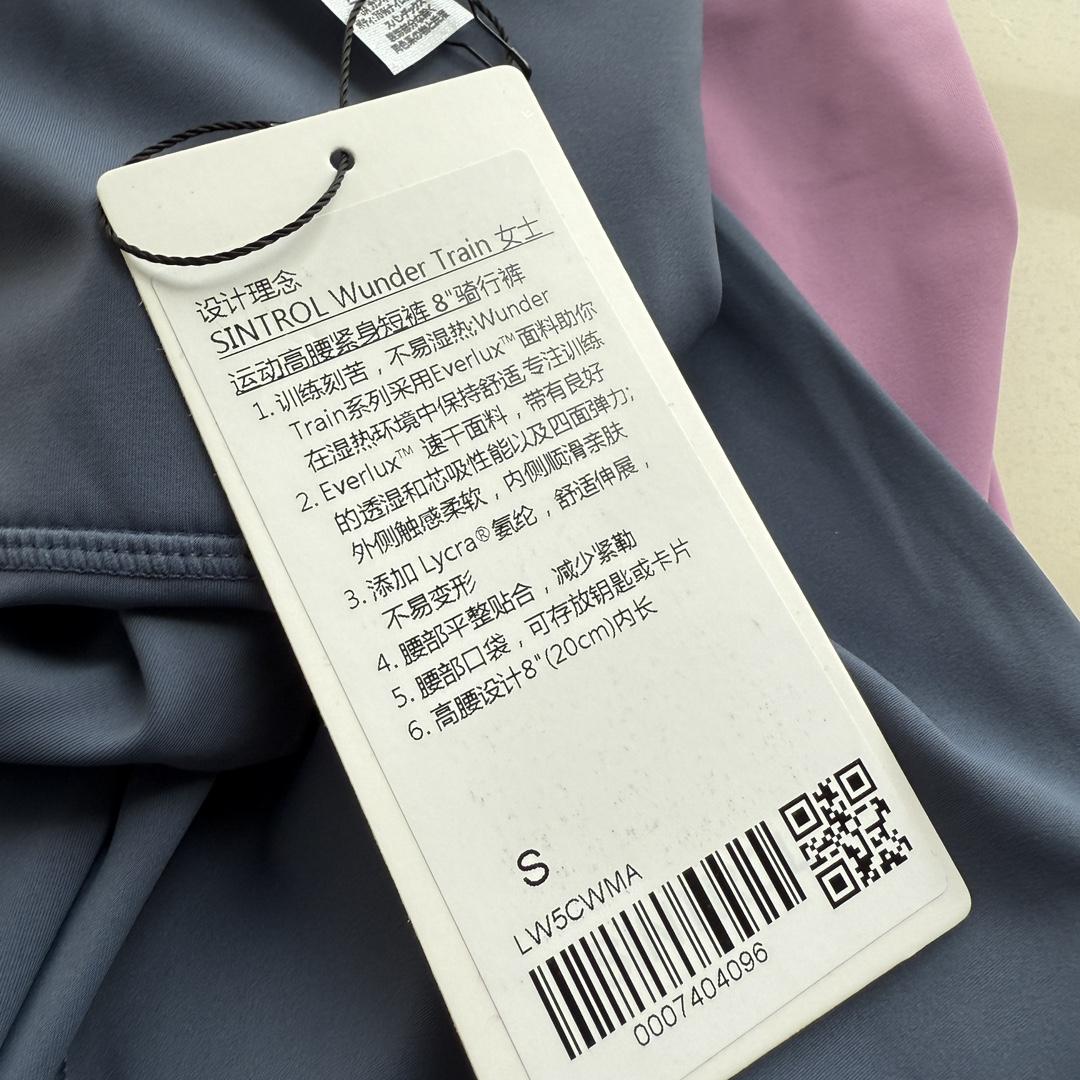 设计理念
SINTROL Wunder Train 女士
运动高腰紧身短裤 8"骑行裤
1. 训练刻苦，不易湿热;Wunder
Train系列采用Everlux™ 面料助你
在湿热环境中保持舒适,专注训练
2. Everlux™ 速干面料，带有良好
的透湿和芯吸性能以及四面弹力;
外侧触感柔软，内侧顺滑亲肤
3. 添加 Lycra® 氨纶，舒适伸展，
不易变形
4. 腰部平整贴合，减少紧勒
5. 腰部口袋，可存放钥匙或卡片
6. 高腰设计8"(20cm)内长
S
LW5CWMA
0007404096